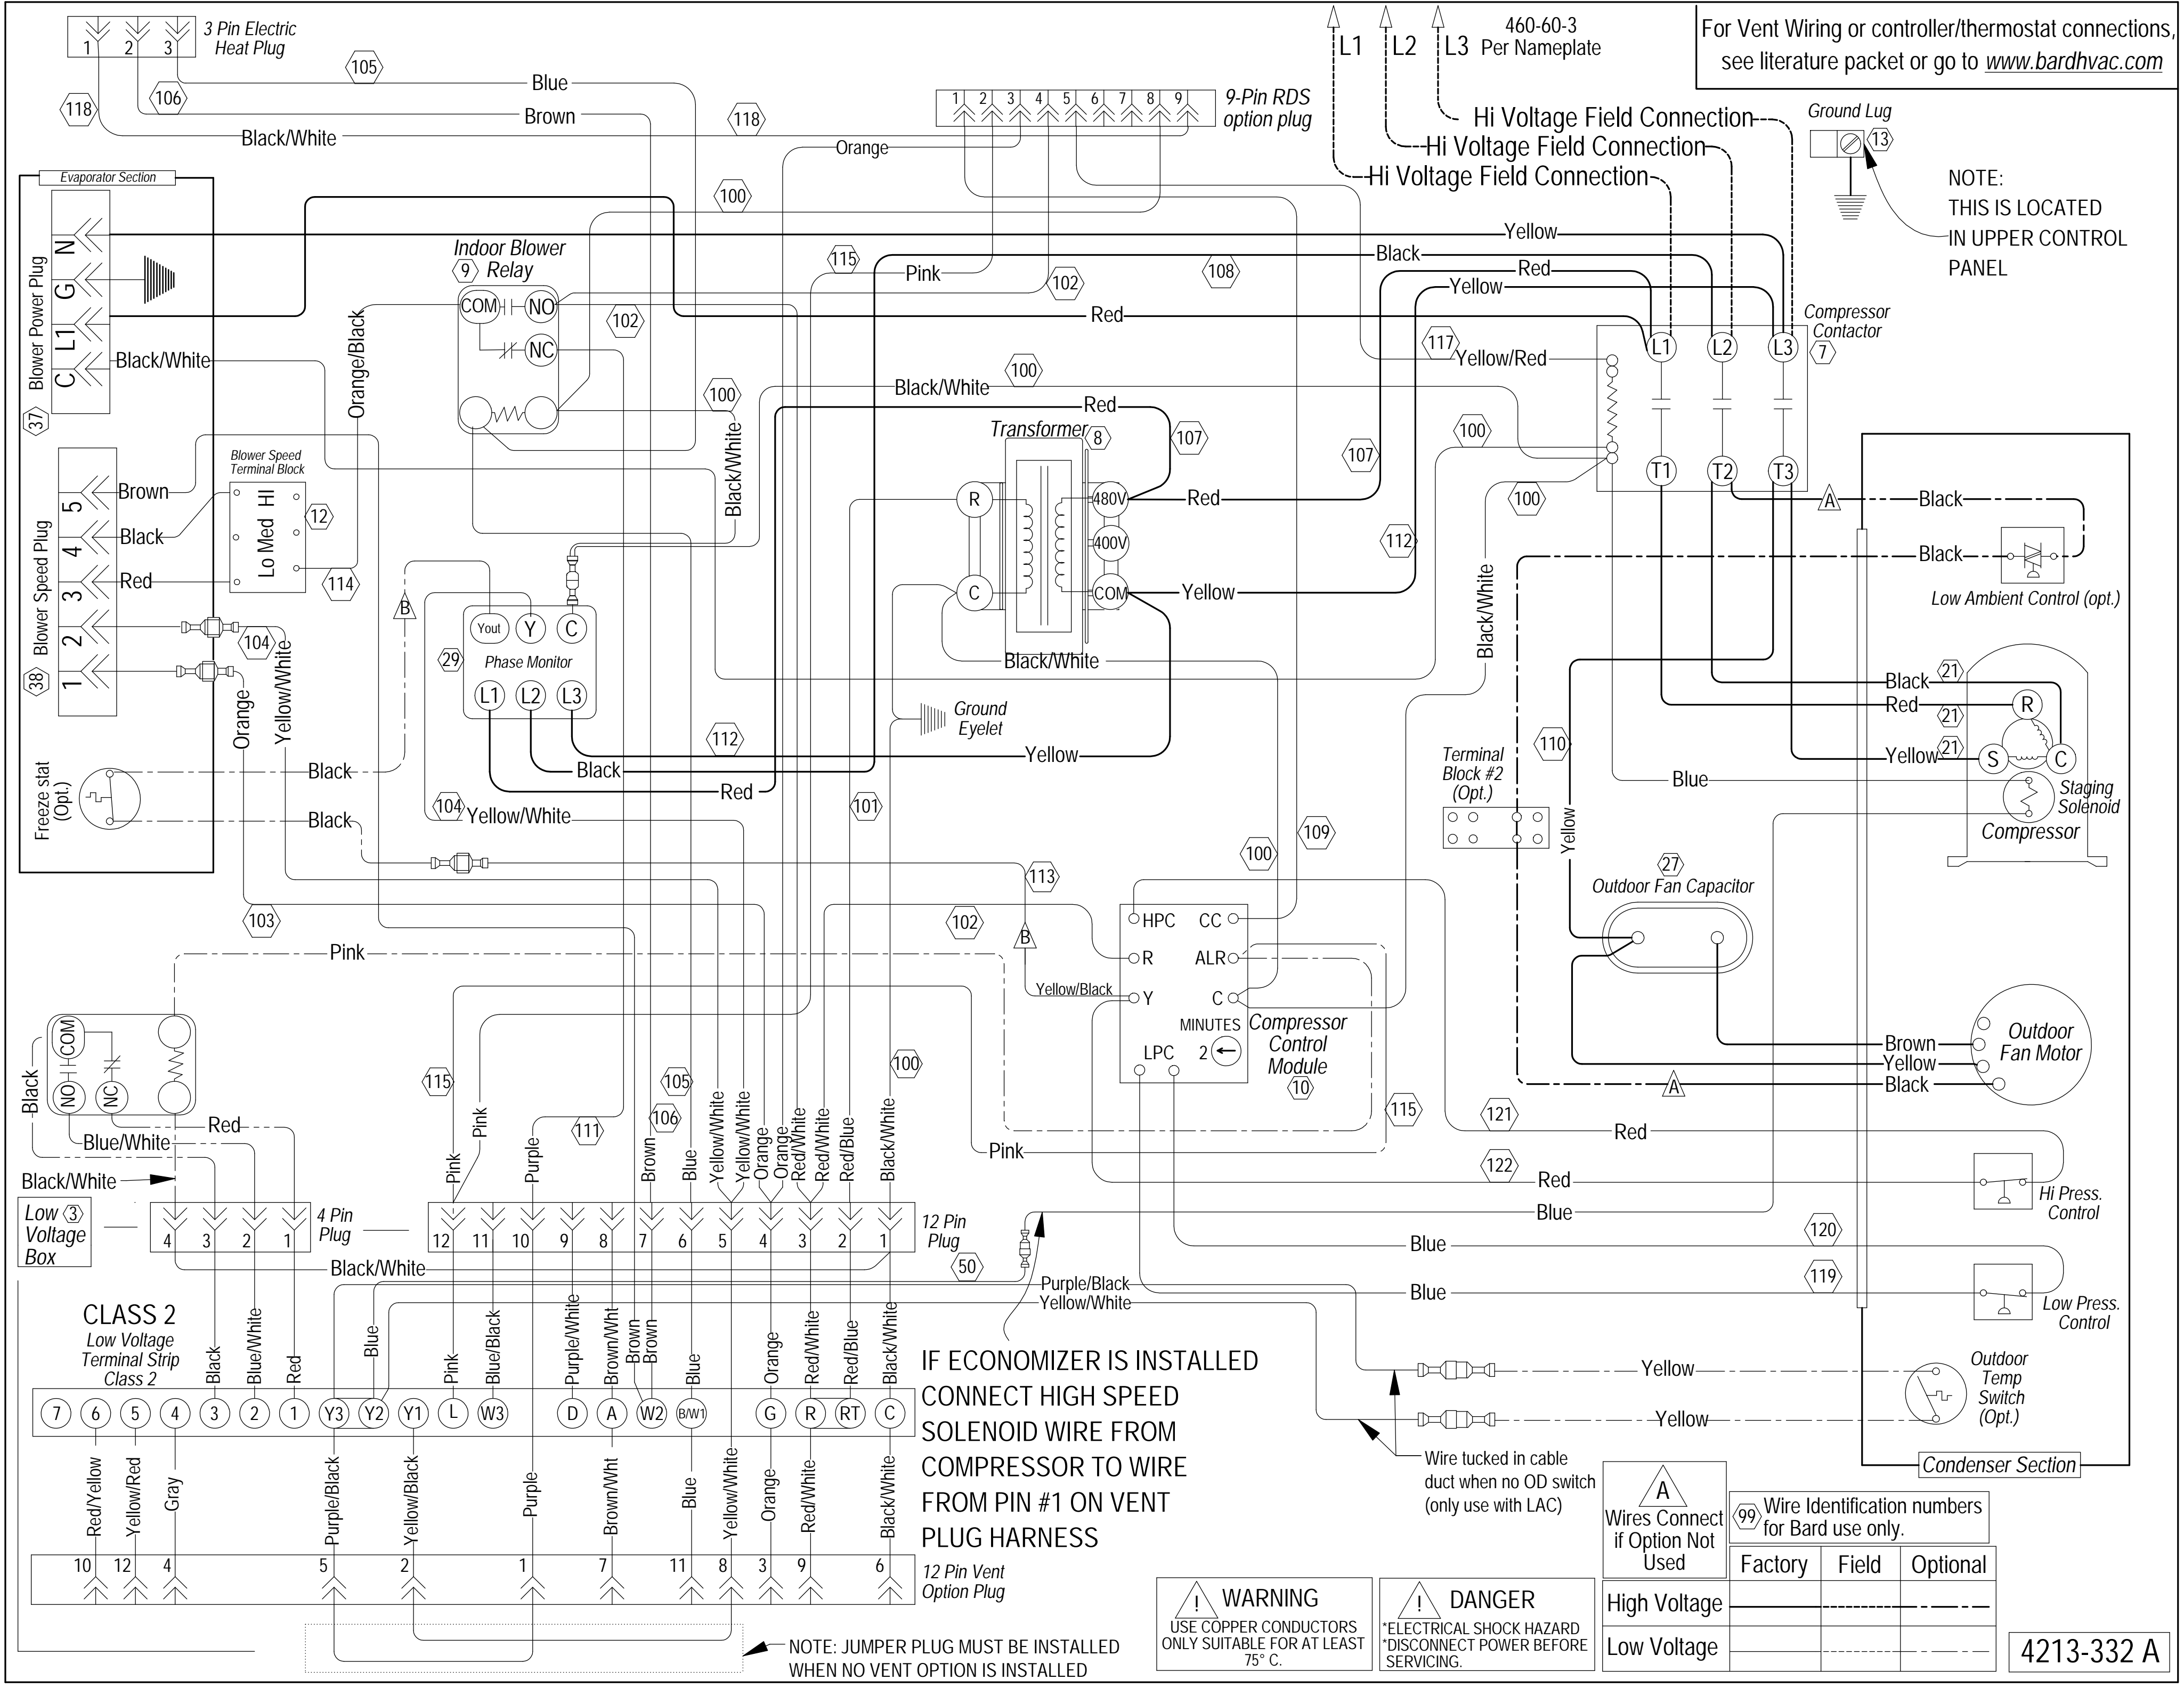 3 Pin Electric
Heat Plug
1 2 3
105
106
118
Blue
Brown
Black/White
118
1 2 3 4 5 6 7 8 9
9-Pin RDS
option plug
Orange
L1 L2 L3
460-60-3
Per Nameplate
For Vent Wiring or controller/thermostat connections,
see literature packet or go to www.bardhvac.com
Hi Voltage Field Connection
Hi Voltage Field Connection
Hi Voltage Field Connection
Ground Lug
13
NOTE:
THIS IS LOCATED
IN UPPER CONTROL
PANEL
Evaporator Section
Blower Power Plug
N
G
L1
C
37
Black/White
Indoor Blower
9 Relay
COM NO
NC
Orange/Black
100
115
Pink
102
102
108
Yellow
Black
Red
Yellow
Red
117
Yellow/Red
Compressor
Contactor
7
L1 L2 L3
T1 T2 T3
100
Black/White
100
Black/White
Red
Transformer
8
107
107
100
100
R
C
480V
400V
COM
Red
Yellow
112
Black/White
Blower Speed Plug
5
4
3
2
1
38
Brown
Black
Red
Blower Speed
Terminal Block
HI
Med
Lo
12
114
104
Yellow/White
Orange
B
Yout Y C
29
Phase Monitor
L1 L2 L3
Black/White
Ground
Eyelet
112
Yellow
Black
Red
Freeze stat
(Opt.)
Black
Black
104
Yellow/White
101
109
100
113
103
102
A
Black
Black
Low Ambient Control (opt.)
21
Black
Red
21
Yellow
21
R
S
C
Staging
Solenoid
Compressor
Blue
110
Yellow
Terminal
Block #2
(Opt.)
27
Outdoor Fan Capacitor
HPC CC
R ALR
Y C
MINUTES
LPC 2
Compressor
Control
Module
10
B
Yellow/Black
Pink
COM
NO
NC
Black
Red
Blue/White
Black/White
115
Pink
Pink
Purple
111
105
106
Brown
Blue
Yellow/White
Yellow/White
Orange
Orange
Red/White
Red/White
Red/Blue
100
Black/White
Pink
115
Outdoor
Fan Motor
Brown
Yellow
Black
A
121
Red
122
Red
Hi Press.
Control
Blue
120
Blue
119
Blue
Low Press.
Control
Low 3
Voltage
Box
4 Pin
Plug
4 3 2 1
12 Pin
Plug
12 11 10 9 8 7 6 5 4 3 2 1
50
Black/White
Purple/Black
Yellow/White
CLASS 2
Low Voltage
Terminal Strip
Class 2
Black
Blue/White
Red
Blue
Pink
Blue/Black
Purple/White
Brown/Wht
Brown
Brown
Blue
Orange
Red/White
Red/Blue
Black/White
7 6 5 4 3 2 1 Y3 Y2 Y1 L W3 D A W2 B/W1 G R RT C
Red/Yellow
Yellow/Red
Gray
Purple/Black
Yellow/Black
Purple
Brown/Wht
Blue
Yellow/White
Orange
Red/White
Black/White
10 12 4 5 2 1 7 11 8 3 9 6
12 Pin Vent
Option Plug
NOTE: JUMPER PLUG MUST BE INSTALLED
WHEN NO VENT OPTION IS INSTALLED
IF ECONOMIZER IS INSTALLED
CONNECT HIGH SPEED
SOLENOID WIRE FROM
COMPRESSOR TO WIRE
FROM PIN #1 ON VENT
PLUG HARNESS
Yellow
Yellow
Outdoor
Temp
Switch
(Opt.)
Condenser Section
Wire tucked in cable
duct when no OD switch
(only use with LAC)
A
Wires Connect
if Option Not
Used
99 Wire Identification numbers
for Bard use only.
Factory Field Optional
High Voltage
Low Voltage
! WARNING
USE COPPER CONDUCTORS
ONLY SUITABLE FOR AT LEAST
75° C.
! DANGER
*ELECTRICAL SHOCK HAZARD
*DISCONNECT POWER BEFORE
SERVICING.
4213-332 A